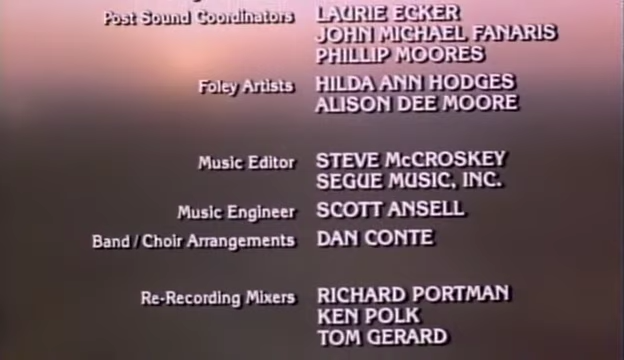 Post Sound Coordinators LAURIE ECKER
JOHN MICHAEL FANARIS
PHILLIP MOORES
Foley Artists HILDA ANN HODGES
ALISON DEE MOORE
Music Editor STEVE McCROSKEY
SEGUE MUSIC, INC.
Music Engineer SCOTT ANSELL
Band / Choir Arrangements DAN CONTE
Re-Recording Mixers RICHARD PORTMAN
KEN POLK
TOM GERARD